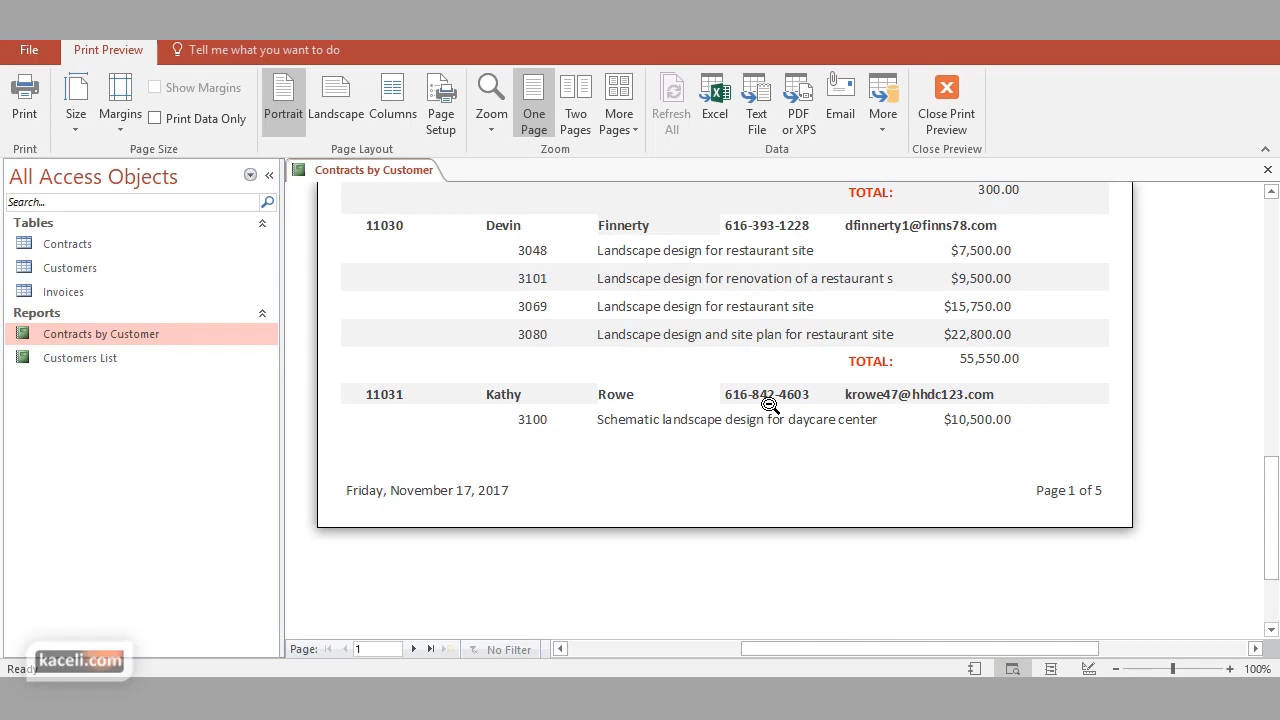 File Print Preview Tell me what you want to do
Print Size Margins Show Margins Print Data Only Portrait Landscape Columns Page Setup Zoom One Page Two Pages More Pages Refresh All Excel Text File PDF or XPS Email More Close Print Preview
Print Page Size Page Layout Zoom Data Close Preview
All Access Objects
Search...
Tables
Contracts
Customers
Invoices
Reports
Contracts by Customer
Customers List
Contracts by Customer
TOTAL: 300.00
11030 Devin Finnerty 616-393-1228 dfinnerty1@finns78.com
3048 Landscape design for restaurant site $7,500.00
3101 Landscape design for renovation of a restaurant s $9,500.00
3069 Landscape design for restaurant site $15,750.00
3080 Landscape design and site plan for restaurant site $22,800.00
TOTAL: 55,550.00
11031 Kathy Rowe 616-842-4603 krowe47@hhdc123.com
3100 Schematic landscape design for daycare center $10,500.00
Friday, November 17, 2017 Page 1 of 5
Page: 1 No Filter
kaceli.com
Ready 100%